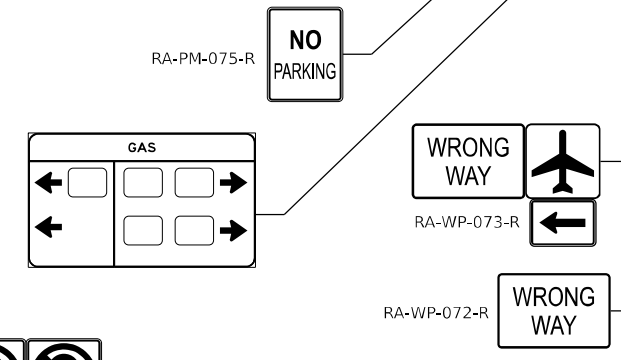 RA-PM-075-R
NO
PARKING
GAS
WRONG
WAY
RA-WP-073-R
RA-WP-072-R
WRONG
WAY